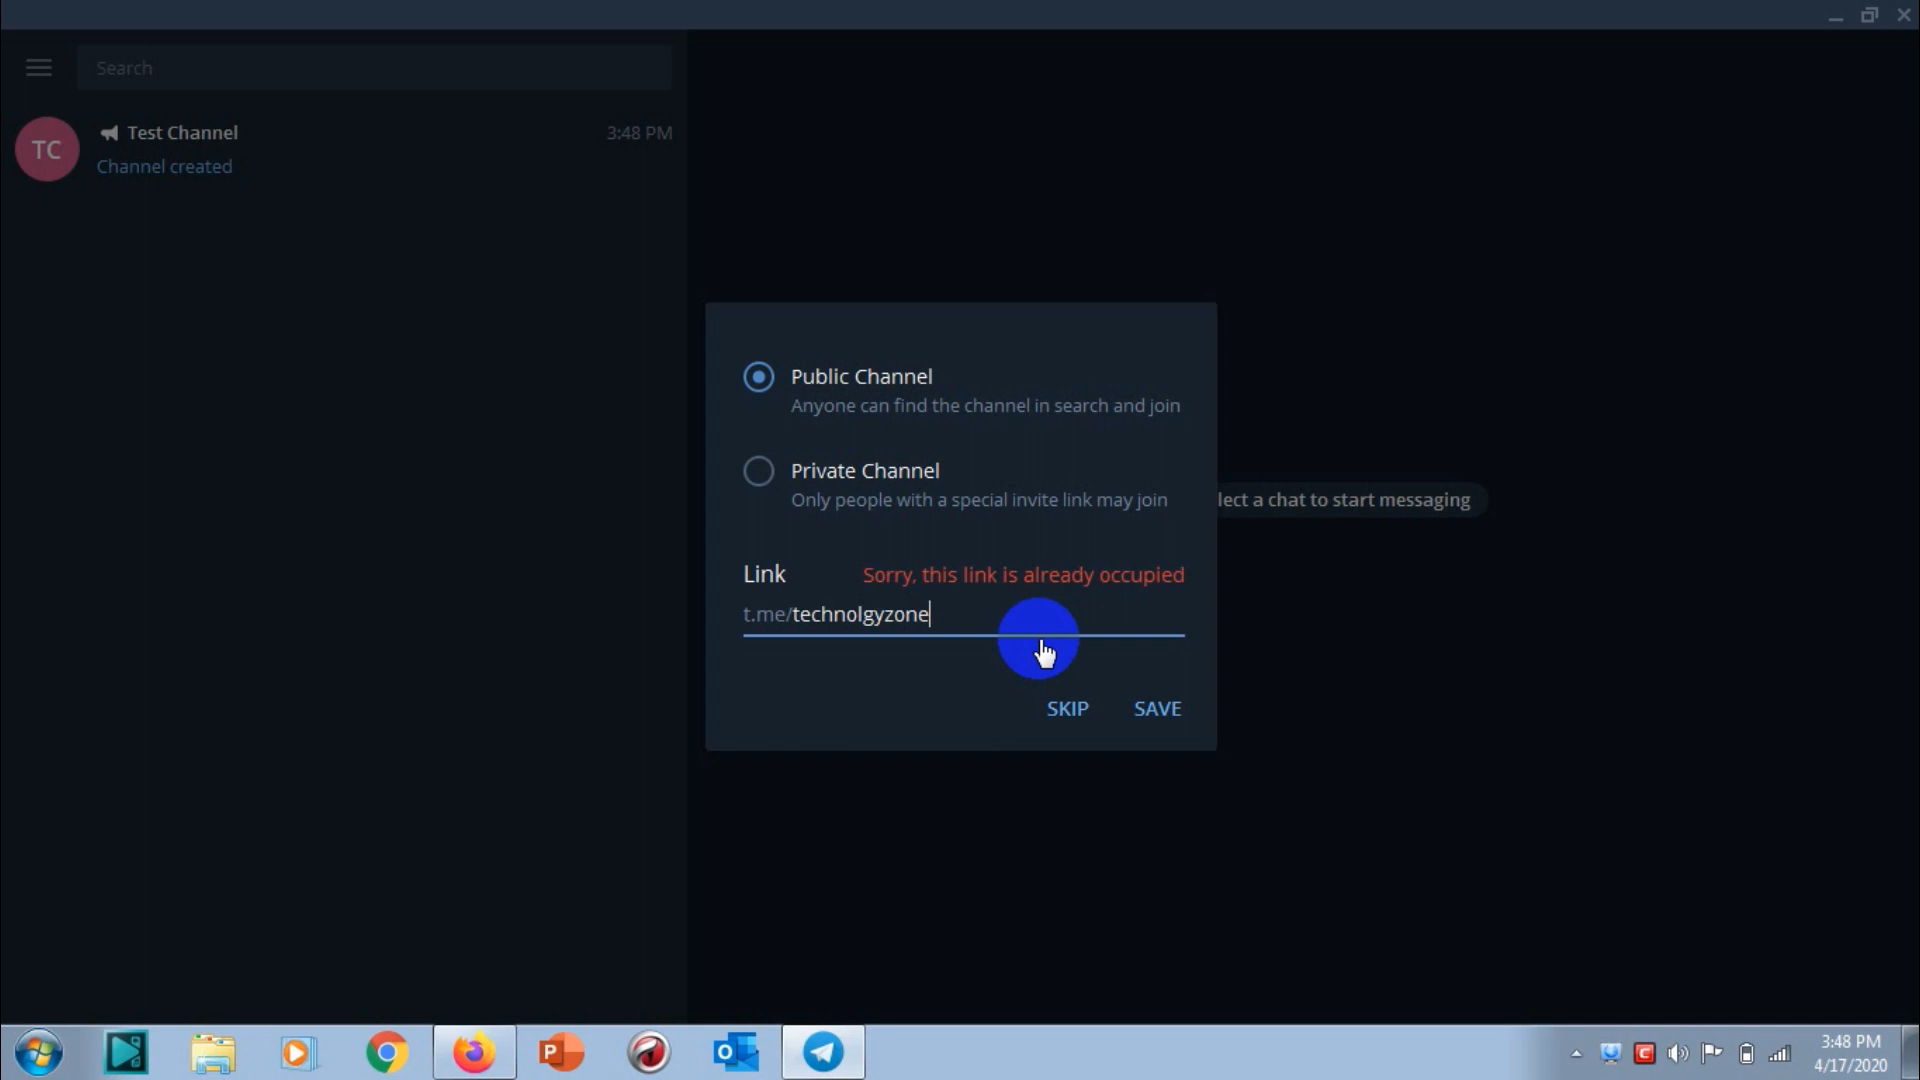 Search
TC
Test Channel
3:48 PM
Channel created
Public Channel
Anyone can find the channel in search and join
Private Channel
Only people with a special invite link may join
lect a chat to start messaging
Link
Sorry, this link is already occupied
t.me/technolgyzone
SKIP
SAVE
P
O
C
3:48 PM
4/17/2020